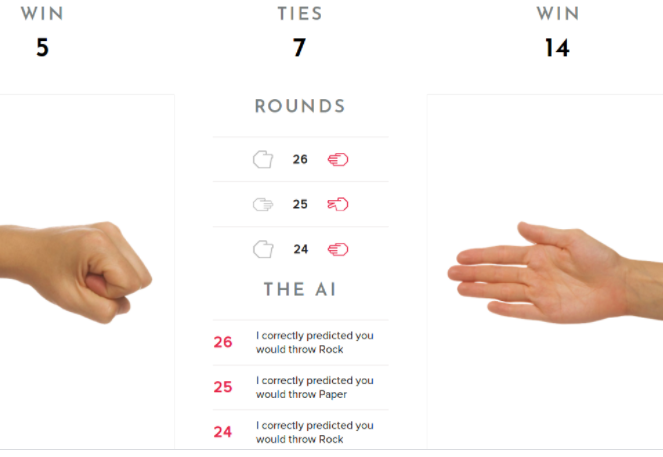 WIN TIES WIN
5 7 14
ROUNDS
26
25
24
THE AI
26 I correctly predicted you
would throw Rock
25 I correctly predicted you
would throw Paper
24 I correctly predicted you
would throw Rock